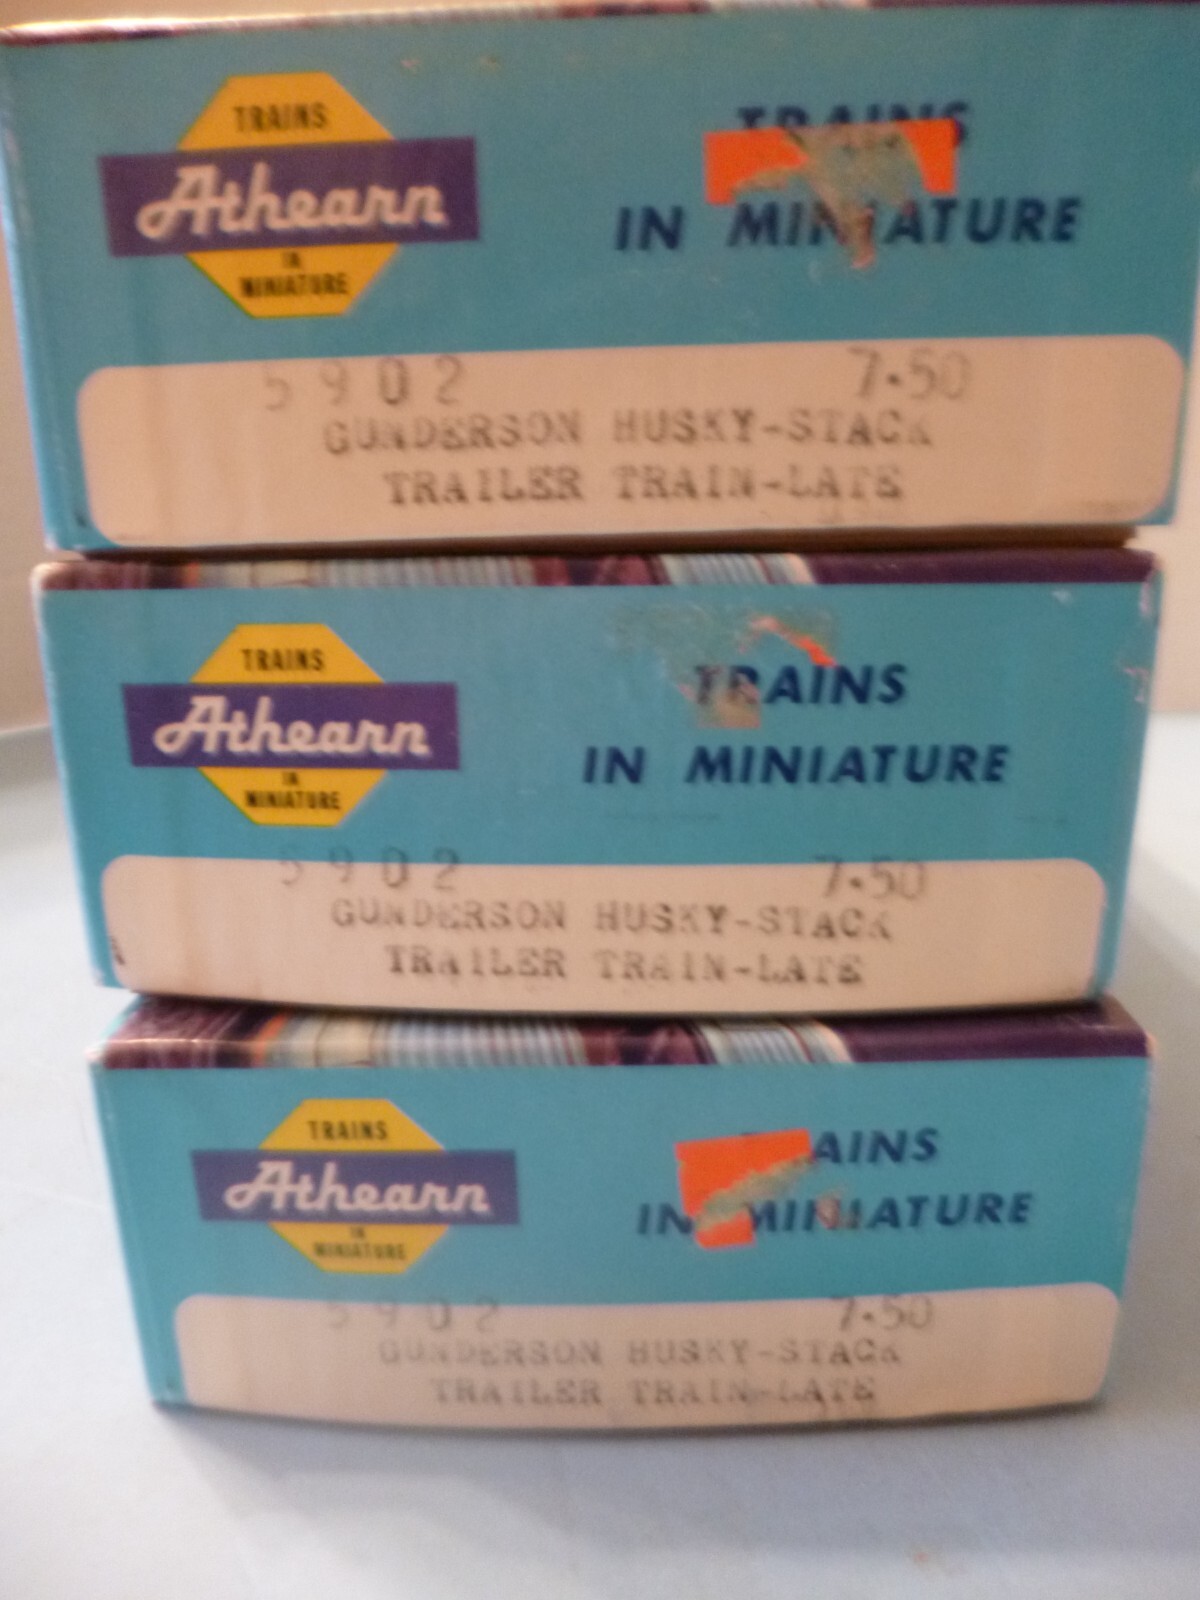 TRAINS
Athearn
IN
MINIATURE
TRAINS
IN MINIATURE
5902 7.50
GUNDERSON HUSKY-STACK
TRAILER TRAIN-LATE
TRAINS
Athearn
IN
MINIATURE
TRAINS
IN MINIATURE
5902 7.50
GUNDERSON HUSKY-STACK
TRAILER TRAIN-LATE
TRAINS
Athearn
IN
MINIATURE
AINS
IN MINIATURE
5902 7.50
GUNDERSON HUSKY-STACK
TRAILER TRAIN-LATE